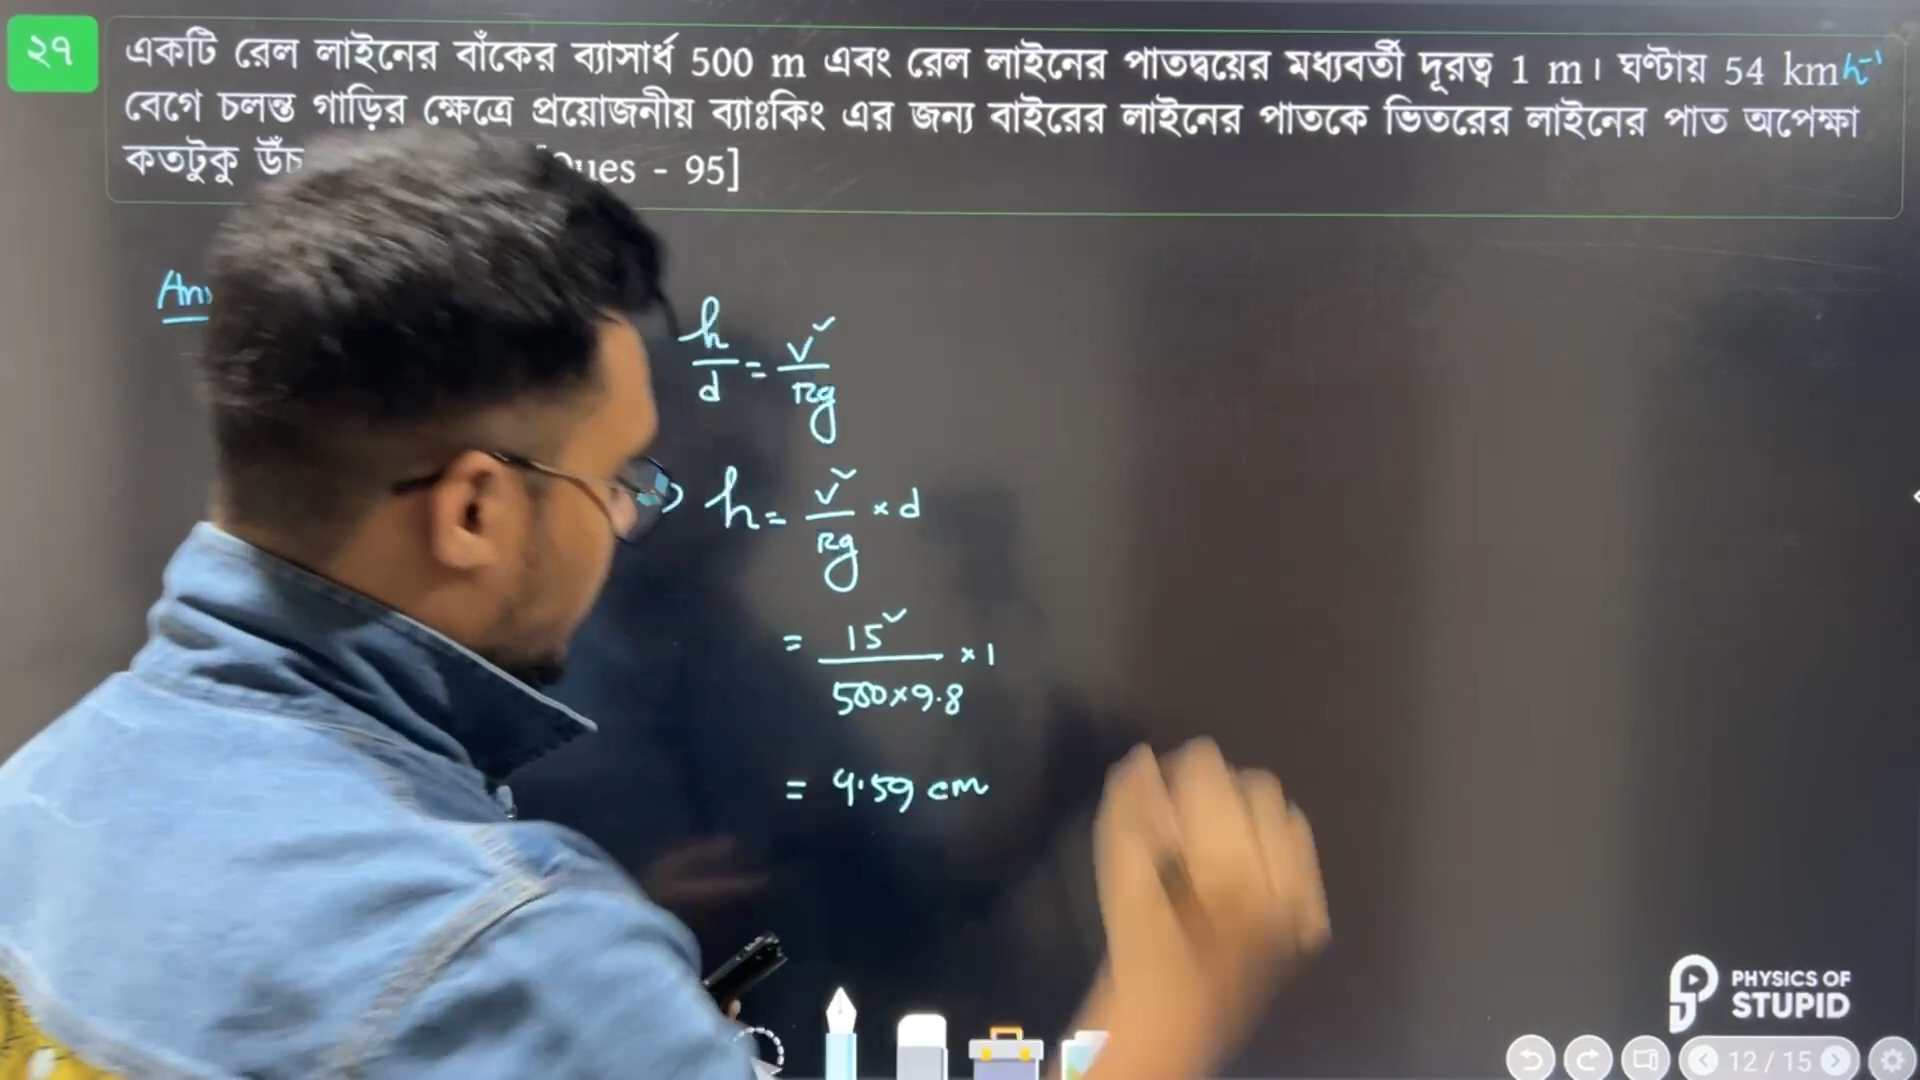 ২৭
একটি রেল লাইনের বাঁকের ব্যাসার্ধ 500 m এবং রেল লাইনের পাতদ্বয়ের মধ্যবর্তী দূরত্ব 1 m। ঘণ্টায় 54 kmh⁻¹
বেগে চলন্ত গাড়ির ক্ষেত্রে প্রয়োজনীয় ব্যাঃকিং এর জন্য বাইরের লাইনের পাতকে ভিতরের লাইনের পাত অপেক্ষা
কতটুকু - 95]
h/d = v²/Rg
h = v²/Rg × d
= 15²/500×9.8 × 1
= 4.59 cm
PHYSICS OF
STUPID
12 / 15